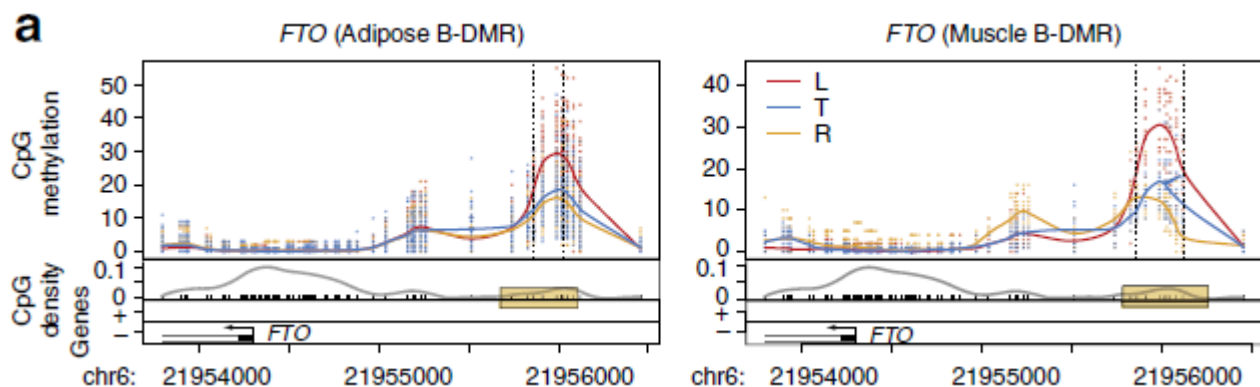 a
FTO (Adipose B-DMR)
CpG
methylation
50
40
30
20
10
0
CpG
density
0.1
0
Genes
+
−
FTO
chr6: 21954000 21955000 21956000
FTO (Muscle B-DMR)
L
T
R
40
30
20
10
0
0.1
0
+
−
FTO
chr6: 21954000 21955000 21956000